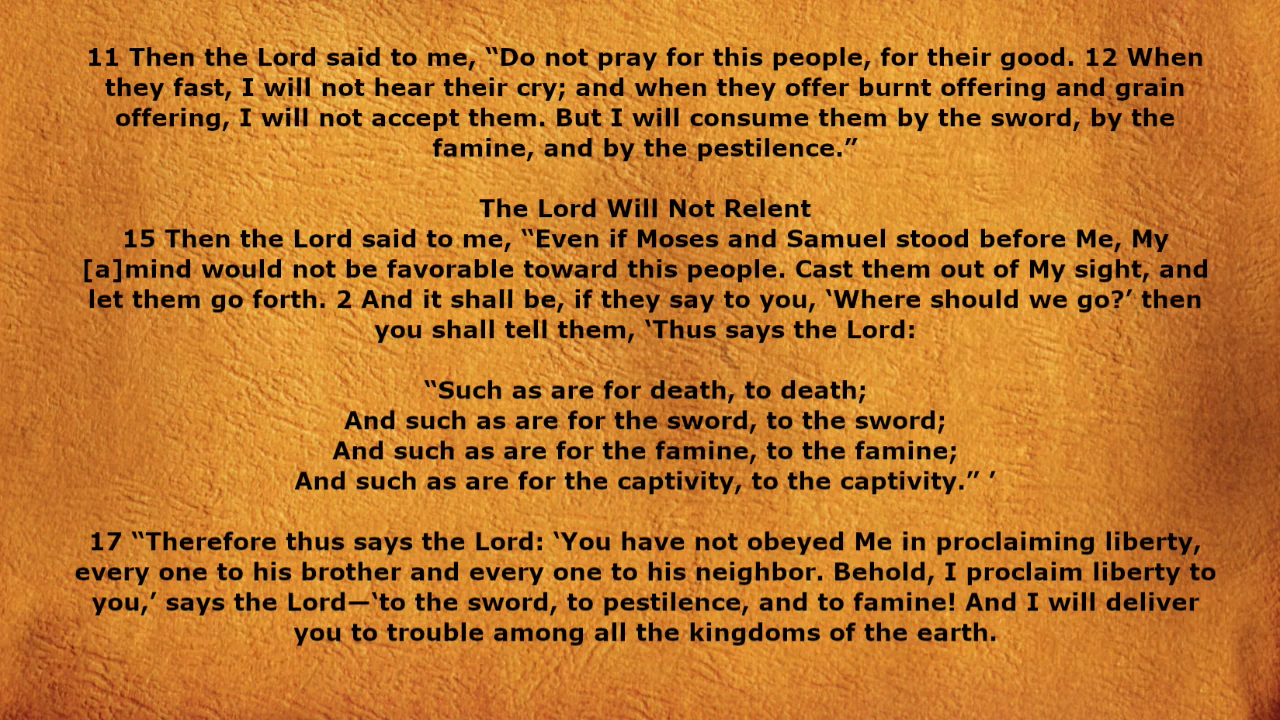 11 Then the Lord said to me, “Do not pray for this people, for their good. 12 When
they fast, I will not hear their cry; and when they offer burnt offering and grain
offering, I will not accept them. But I will consume them by the sword, by the
famine, and by the pestilence.”
The Lord Will Not Relent
15 Then the Lord said to me, “Even if Moses and Samuel stood before Me, My
[a]mind would not be favorable toward this people. Cast them out of My sight, and
let them go forth. 2 And it shall be, if they say to you, ‘Where should we go?’ then
you shall tell them, ‘Thus says the Lord:
“Such as are for death, to death;
And such as are for the sword, to the sword;
And such as are for the famine, to the famine;
And such as are for the captivity, to the captivity.” ’
17 “Therefore thus says the Lord: ‘You have not obeyed Me in proclaiming liberty,
every one to his brother and every one to his neighbor. Behold, I proclaim liberty to
you,’ says the Lord—‘to the sword, to pestilence, and to famine! And I will deliver
you to trouble among all the kingdoms of the earth.